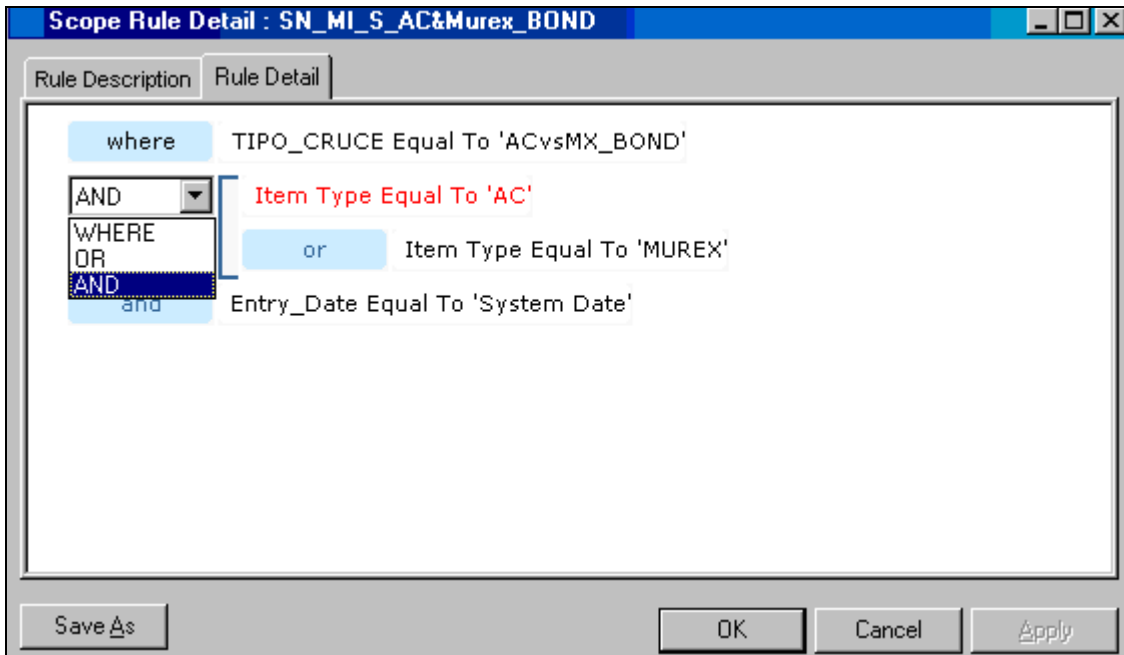 Scope Rule Detail : SN_MI_S_AC&Murex_BOND
Rule Description Rule Detail
where TIPO_CRUCE Equal To 'ACvsMX_BOND'
AND Item Type Equal To 'AC'
WHERE
OR or Item Type Equal To 'MUREX'
AND
and Entry_Date Equal To 'System Date'
Save As OK Cancel Apply